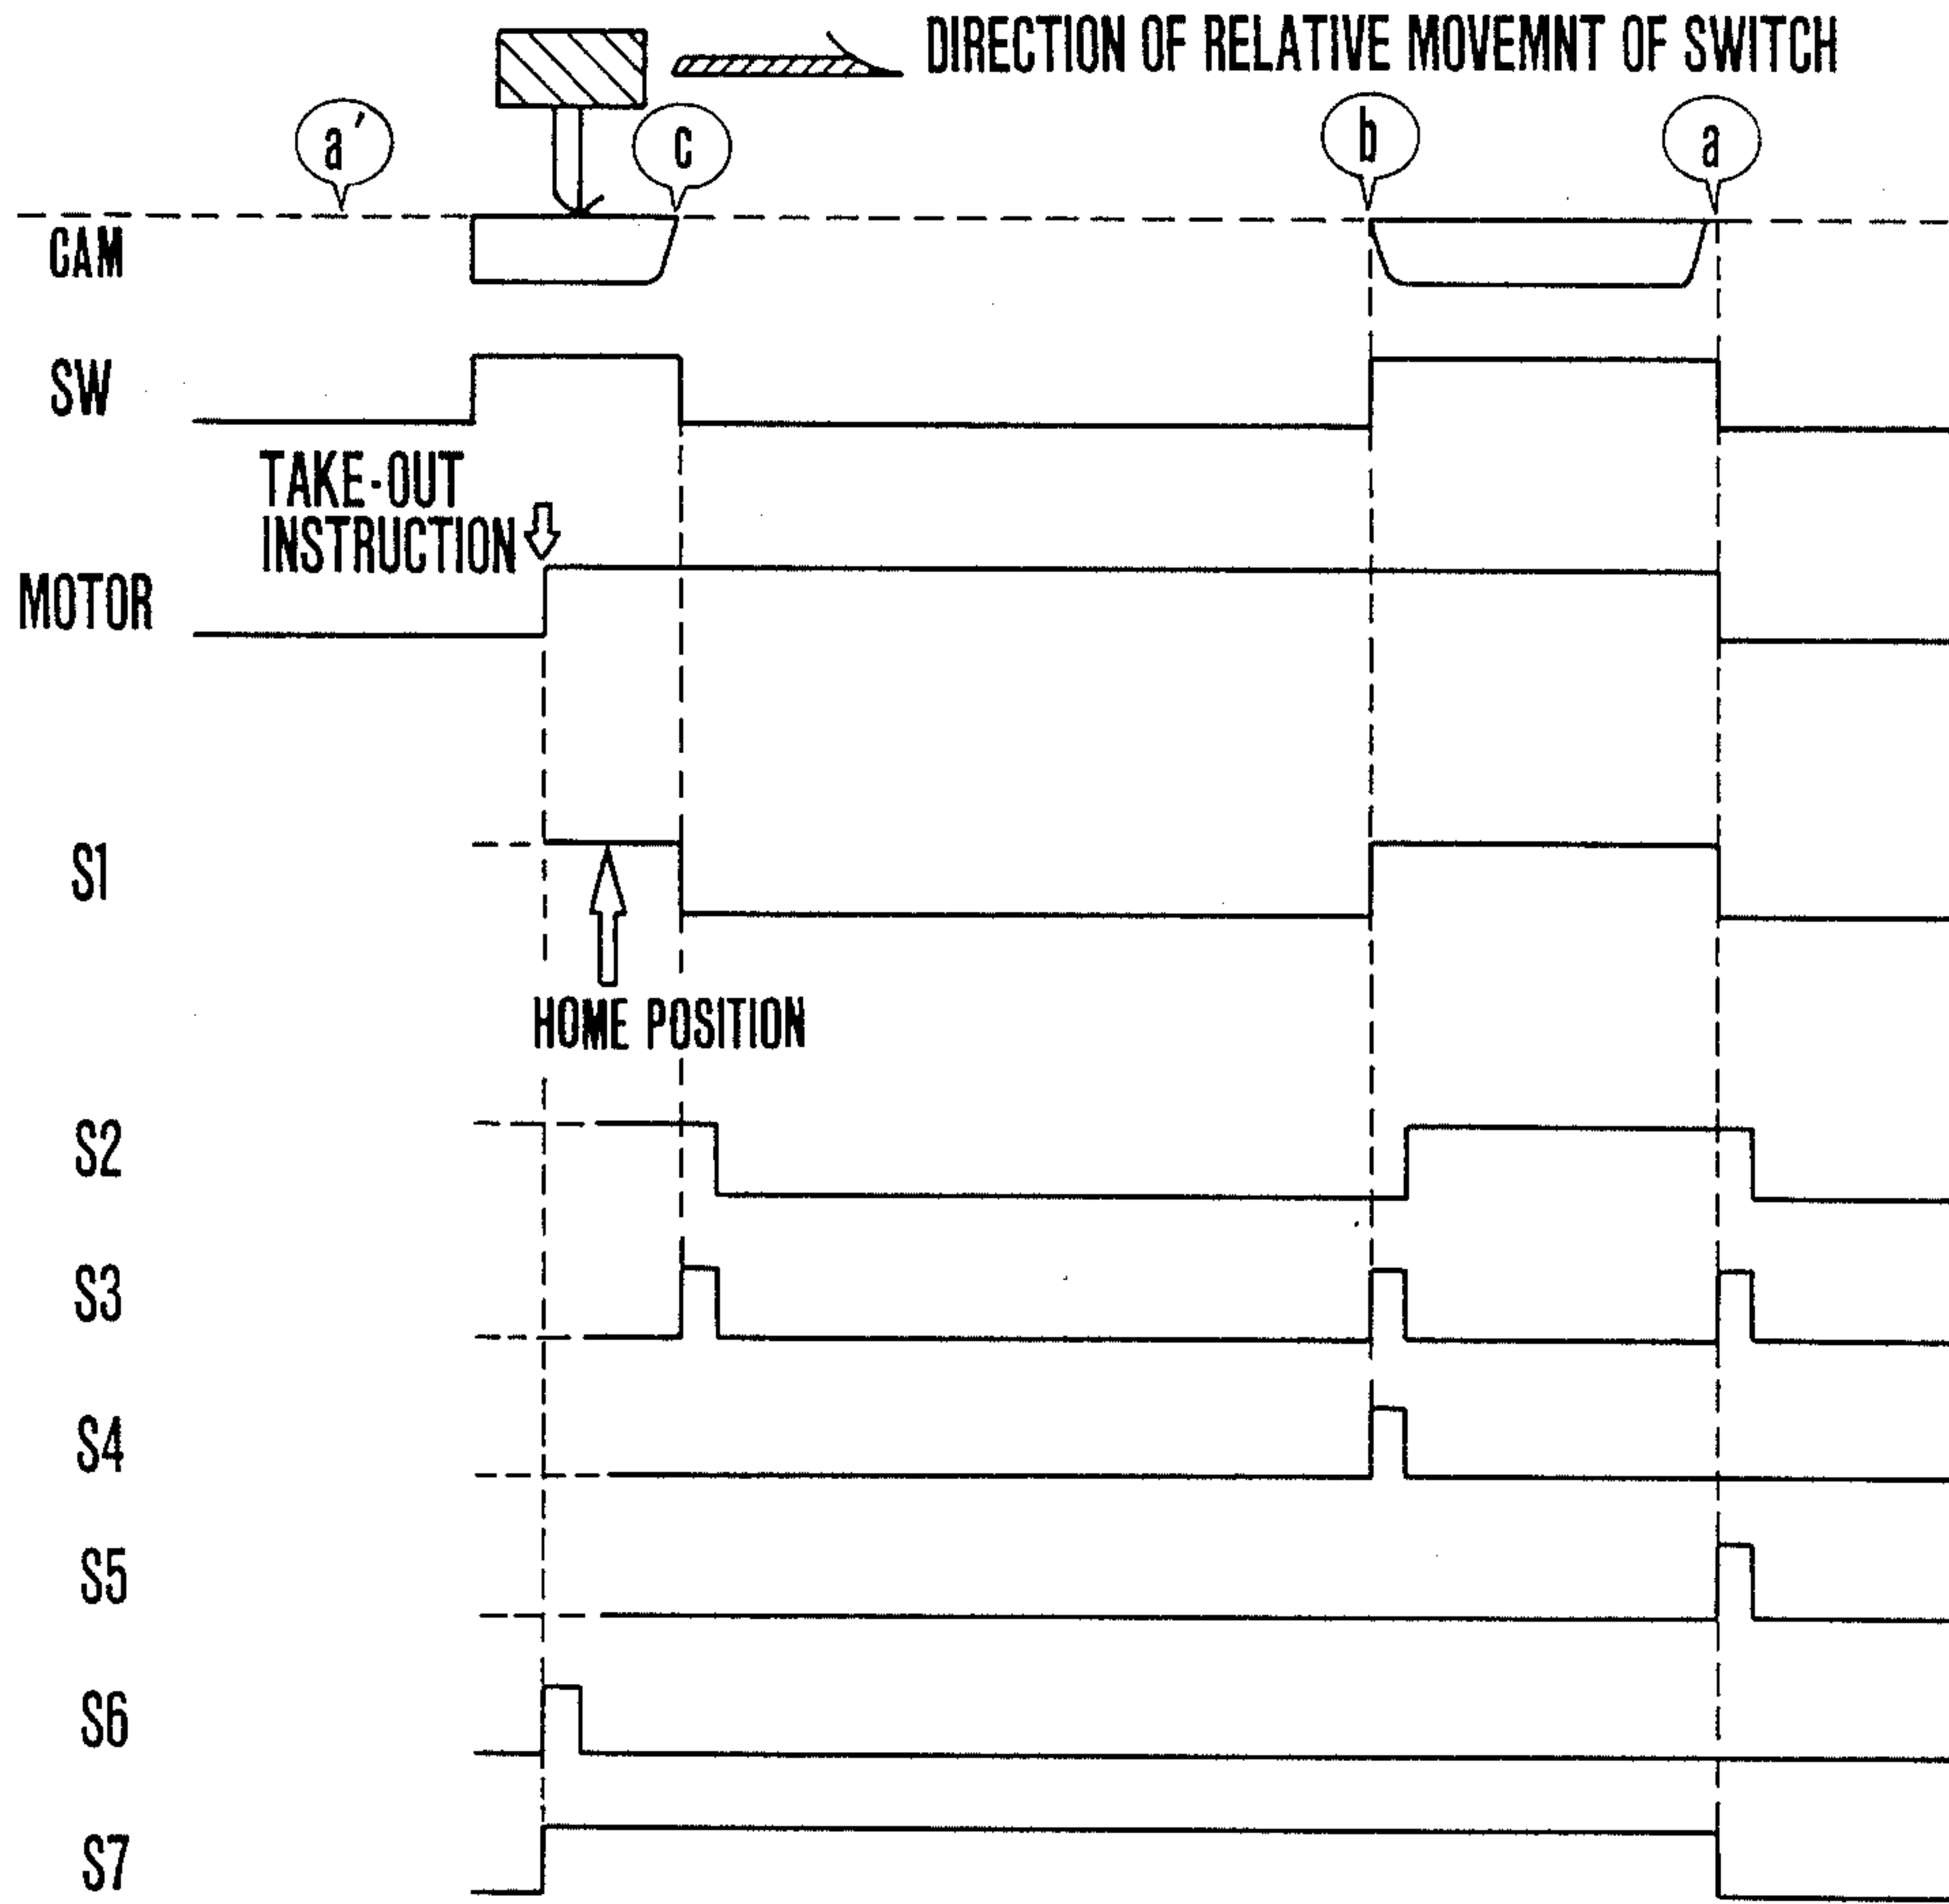 DIRECTION OF RELATIVE MOVEMNT OF SWITCH
a'
c
b
a
CAM
SW
TAKE-OUT
INSTRUCTION
MOTOR
S1
HOME POSITION
S2
S3
S4
S5
S6
S7